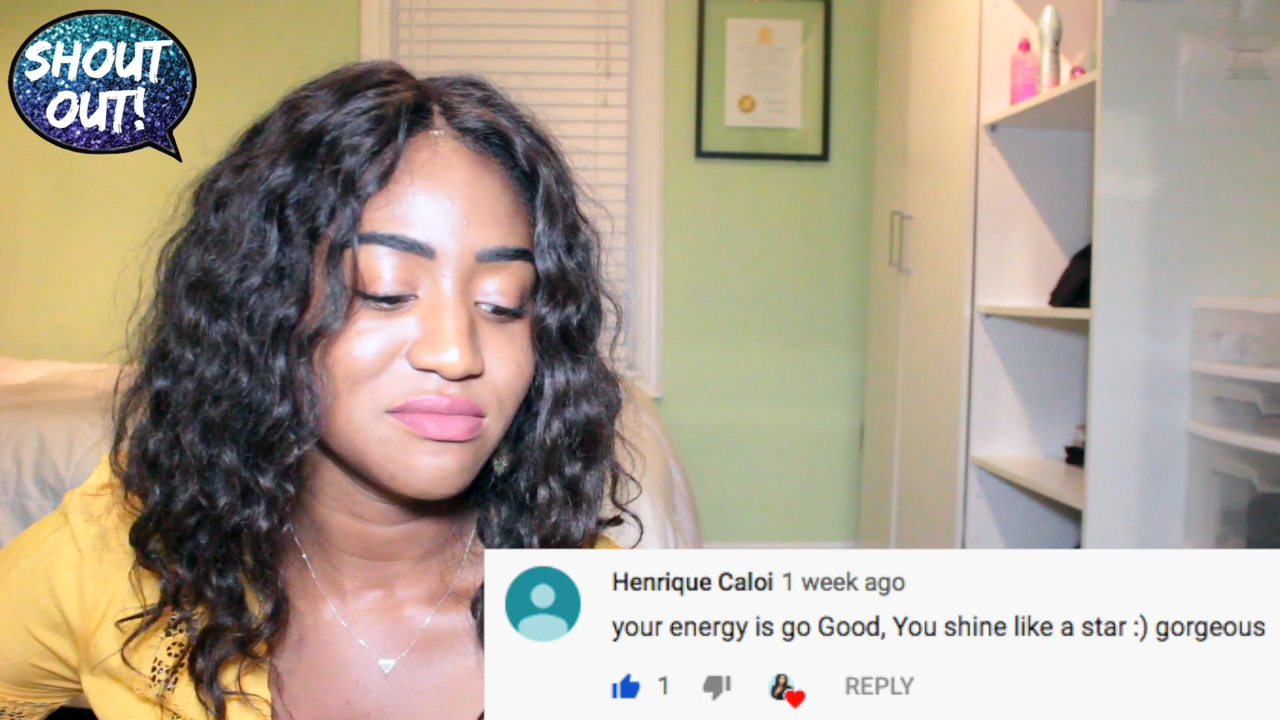 SHOUT
OUT!
Henrique Caloi 1 week ago
your energy is go Good, You shine like a star :) gorgeous
1
REPLY